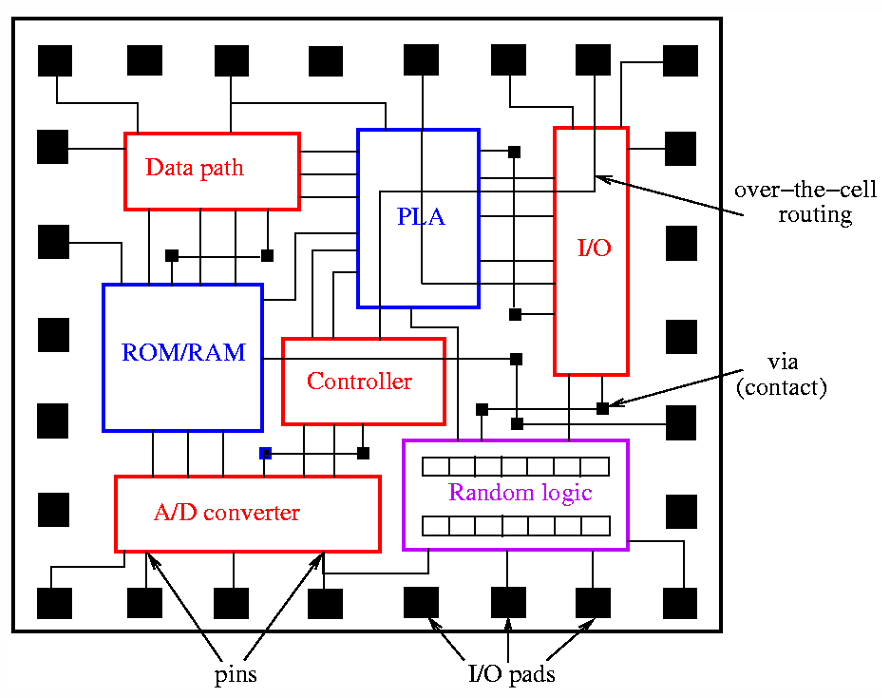 Data path
PLA
over−the−cell
routing
I/O
ROM/RAM
Controller
via
(contact)
Random logic
A/D converter
pins
I/O pads